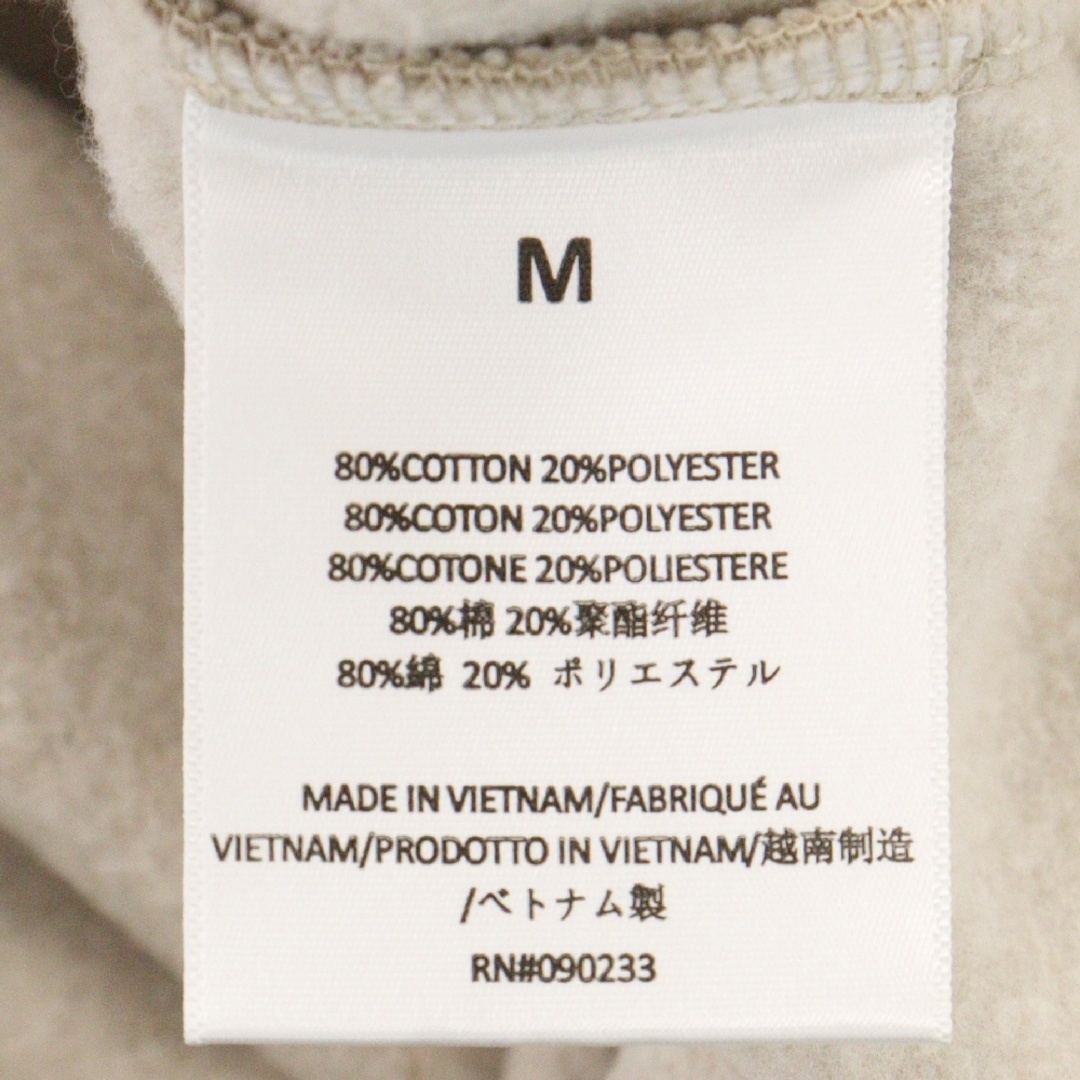 M
80%COTTON 20%POLYESTER
80%COTON 20%POLYESTER
80%COTONE 20%POLIESTERE
80%棉 20%聚酯纤维
80%綿 20% ポリエステル
MADE IN VIETNAM/FABRIQUÉ AU
VIETNAM/PRODOTTO IN VIETNAM/越南制造
/ベトナム製
RN#090233